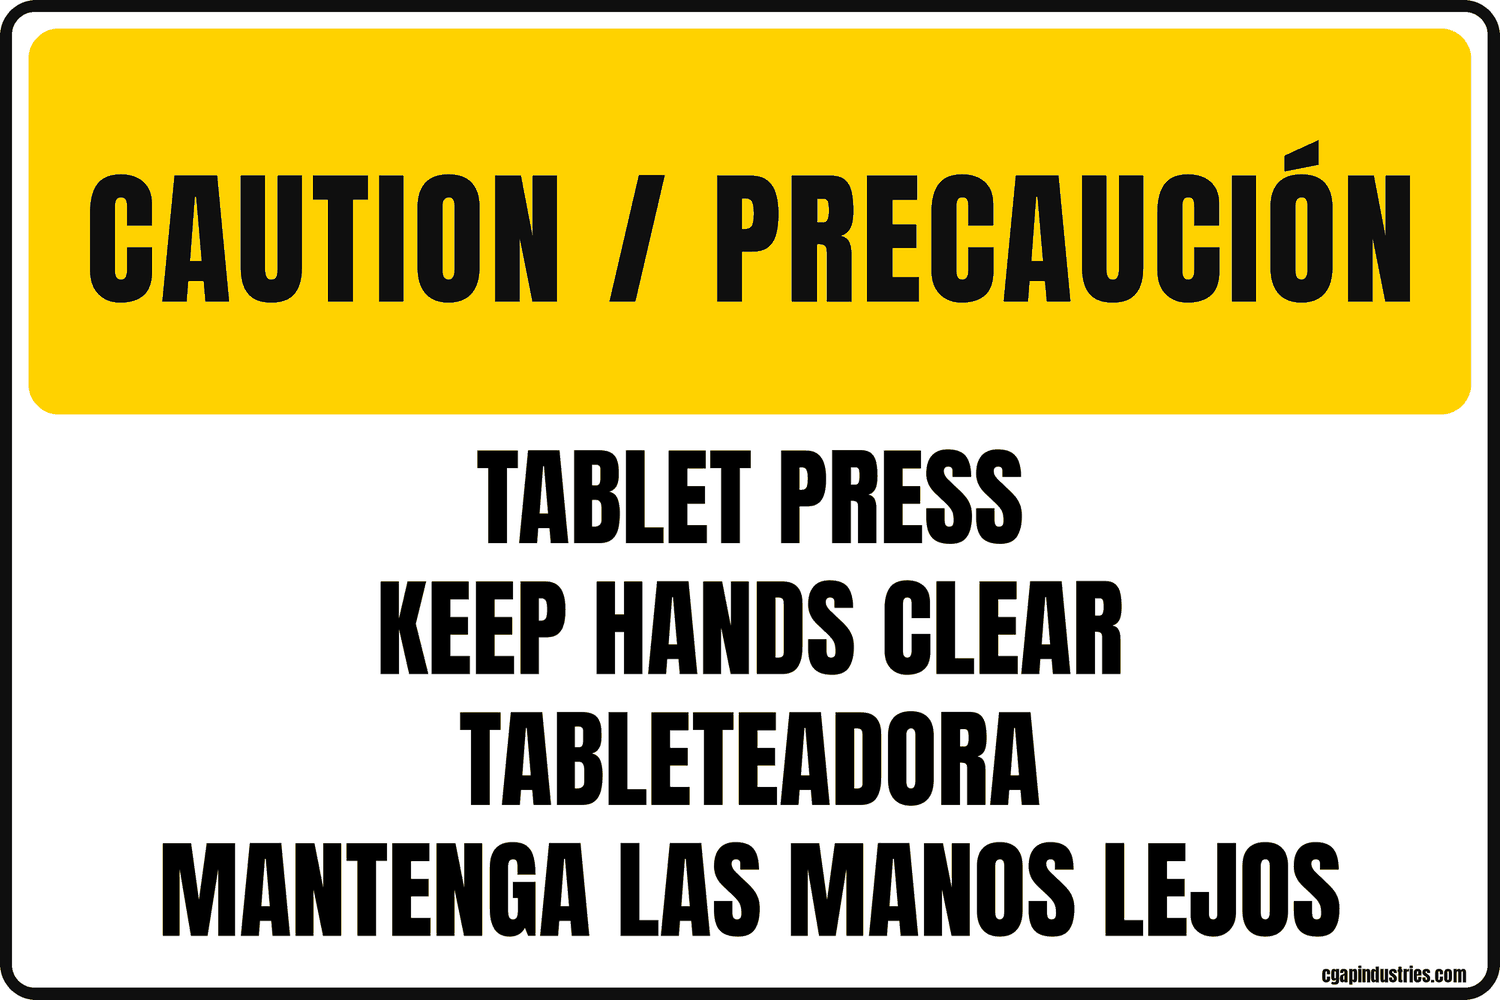 CAUTION / PRECAUCIÓN
TABLET PRESS
KEEP HANDS CLEAR
TABLETEADORA
MANTENGA LAS MANOS LEJOS
cgapindustries.com